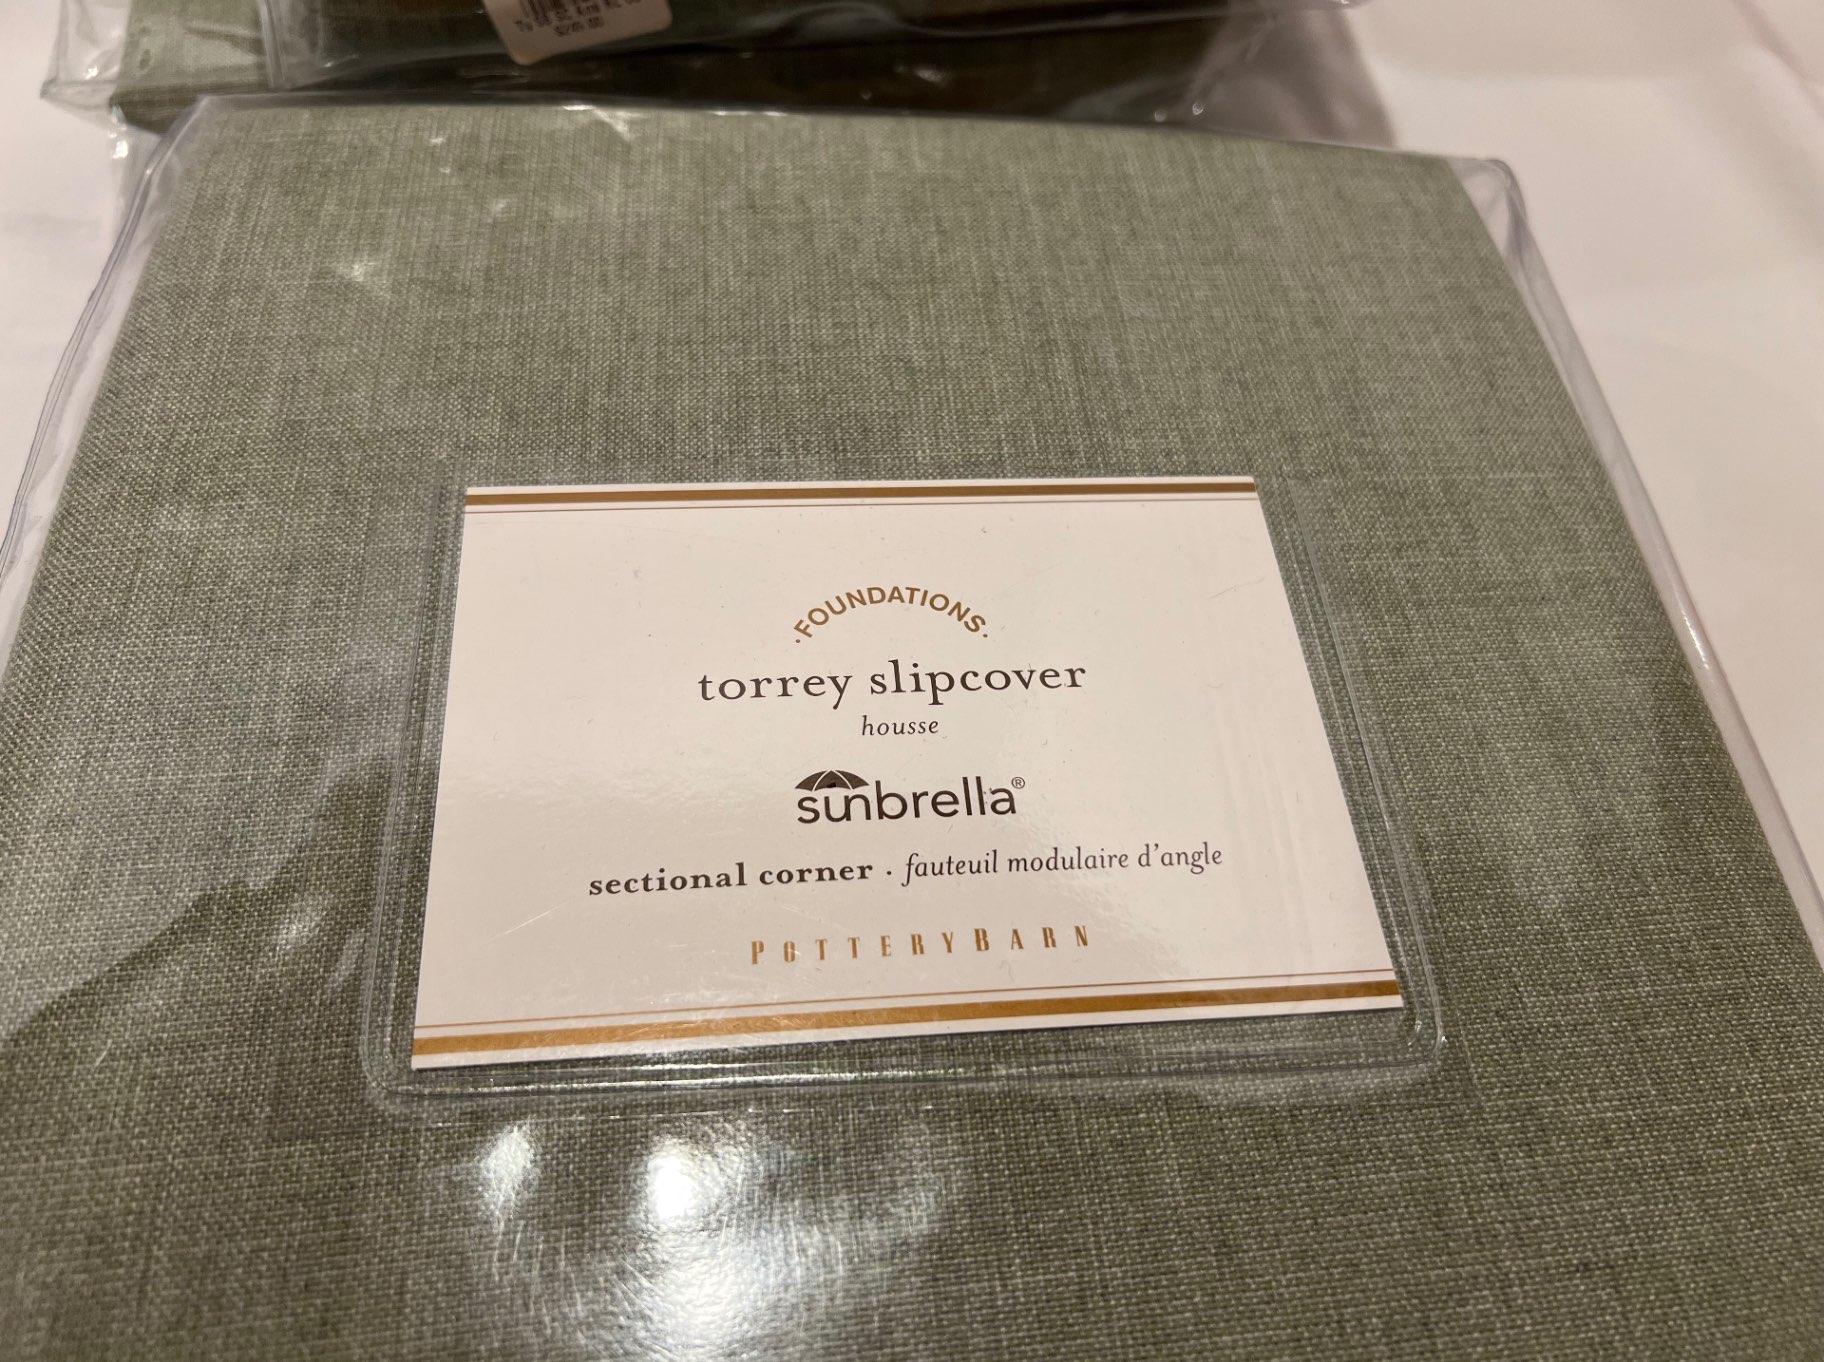 ·FOUNDATIONS·
torrey slipcover
housse
sunbrella®
sectional corner . fauteuil modulaire d'angle
POTTERYBARN